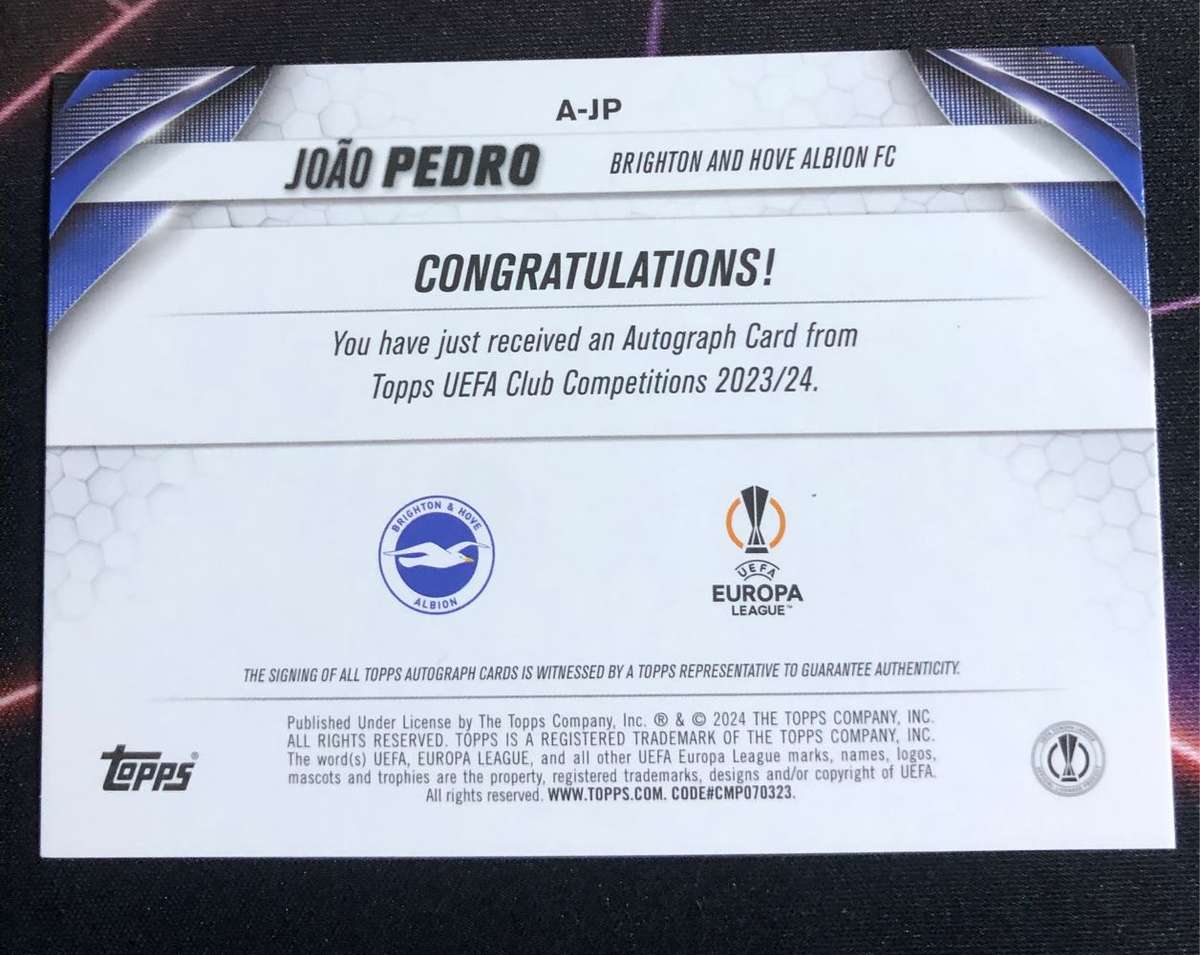 A-JP
JOÃO PEDRO BRIGHTON AND HOVE ALBION FC
CONGRATULATIONS!
You have just received an Autograph Card from
Topps UEFA Club Competitions 2023/24.
BRIGHTON & HOVE
ALBION
UEFA
EUROPA
LEAGUE™
THE SIGNING OF ALL TOPPS AUTOGRAPH CARDS IS WITNESSED BY A TOPPS REPRESENTATIVE TO GUARANTEE AUTHENTICITY.
Published Under License by The Topps Company, Inc. ® & © 2024 THE TOPPS COMPANY, INC.
ALL RIGHTS RESERVED. TOPPS IS A REGISTERED TRADEMARK OF THE TOPPS COMPANY, INC.
The word(s) UEFA, EUROPA LEAGUE, and all other UEFA Europa League marks, names, logos,
mascots and trophies are the property, registered trademarks, designs and/or copyright of UEFA.
All rights reserved. WWW.TOPPS.COM. CODE#CMP070323.
Topps®